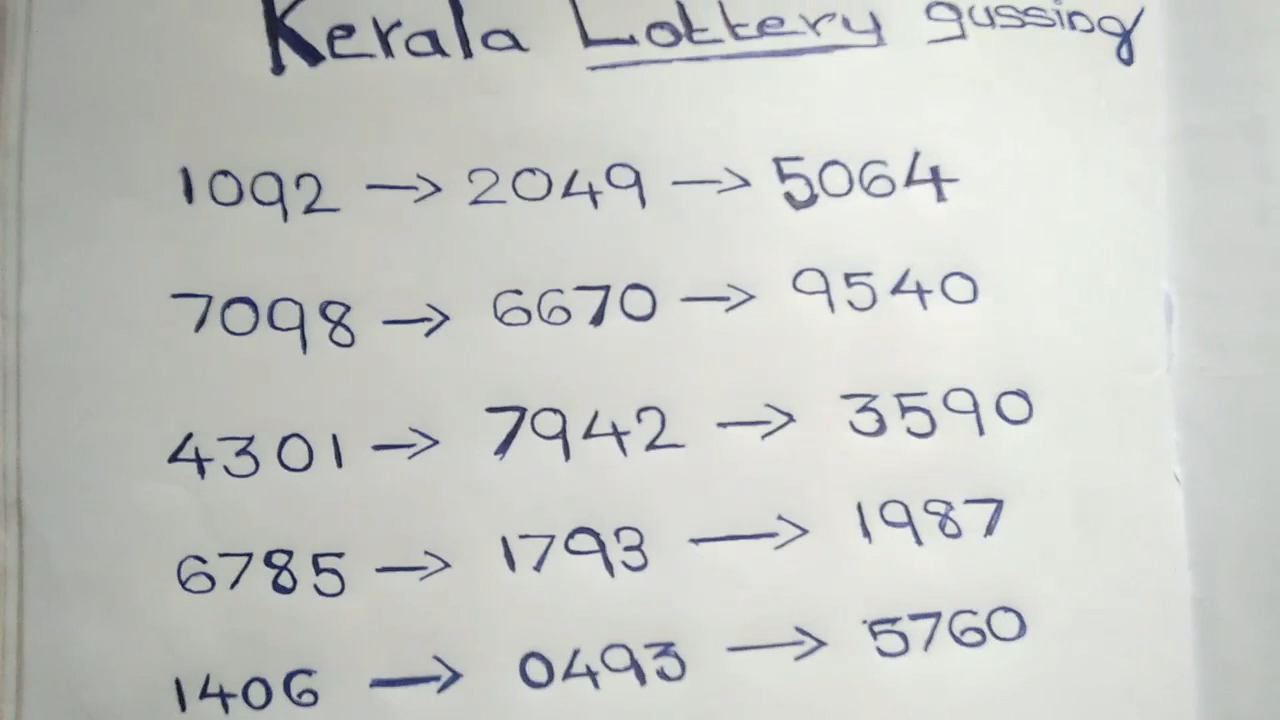 Kerala Lottery gussing
1092 → 2049 → 5064
7098 → 6670 → 9540
4301 → 7942 → 3590
6785 → 1793 → 1987
1406 → 0493 → 5760